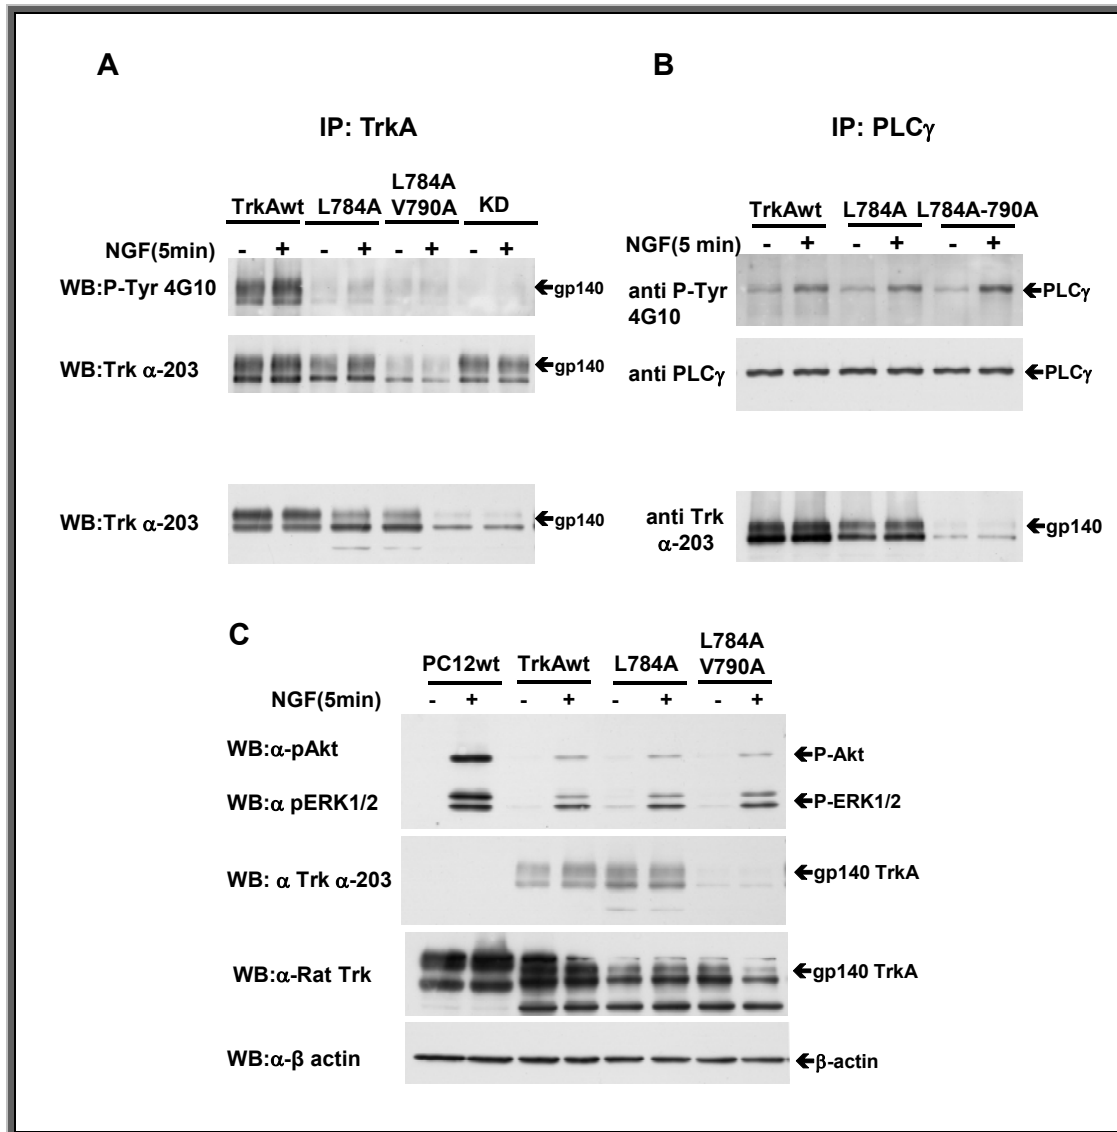 A
IP: TrkA
TrkAwt L784A L784A V790A KD
NGF(5min) - + - + - + - +
WB:P-Tyr 4G10 ←gp140
WB:Trk α-203 ←gp140
WB:Trk α-203 ←gp140
B
IP: PLCγ
TrkAwt L784A L784A-790A
NGF(5 min) - + - + - +
anti P-Tyr
4G10
←PLCγ
anti PLCγ ←PLCγ
anti Trk
α-203
←gp140
C
PC12wt TrkAwt L784A L784A V790A
NGF(5min) - + - + - + - +
WB:α-pAkt ←P-Akt
WB:α pERK1/2 ←P-ERK1/2
WB: α Trk α-203 ←gp140 TrkA
WB:α-Rat Trk ←gp140 TrkA
WB:α-β actin ←β-actin